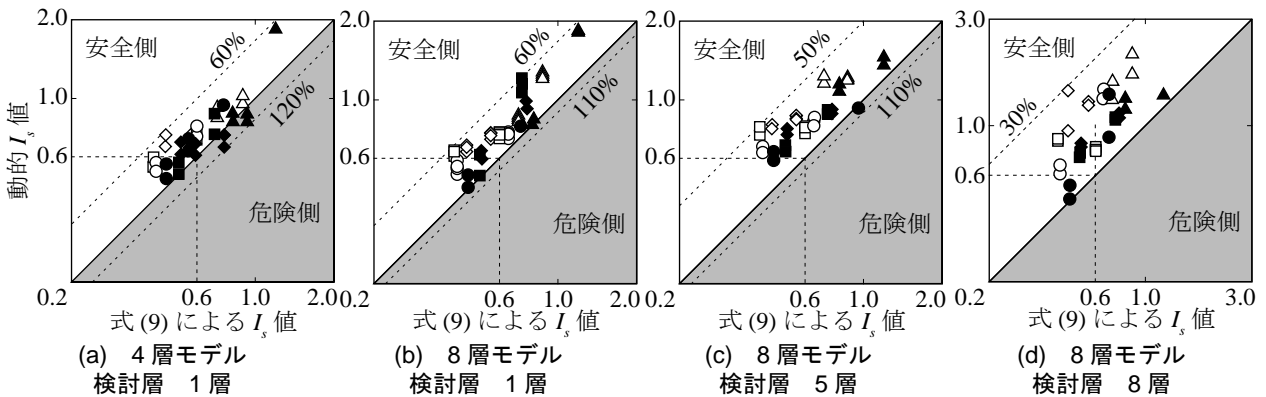 動的 Is 値
2.0
1.0
0.6
0.2
0.6
1.0
2.0
安全側
60%
120%
危険側
式 (9) による Is 値
(a) 4 層モデル
検討層 1 層
2.0
1.0
0.6
0.2
0.6
1.0
2.0
安全側
60%
110%
危険側
式 (9) による Is 値
(b) 8 層モデル
検討層 1 層
2.0
1.0
0.6
0.2
0.6
1.0
2.0
安全側
50%
110%
危険側
式 (9) による Is 値
(c) 8 層モデル
検討層 5 層
3.0
1.0
0.6
0.2
0.6
1.0
3.0
安全側
30%
危険側
式 (9) による Is 値
(d) 8 層モデル
検討層 8 層